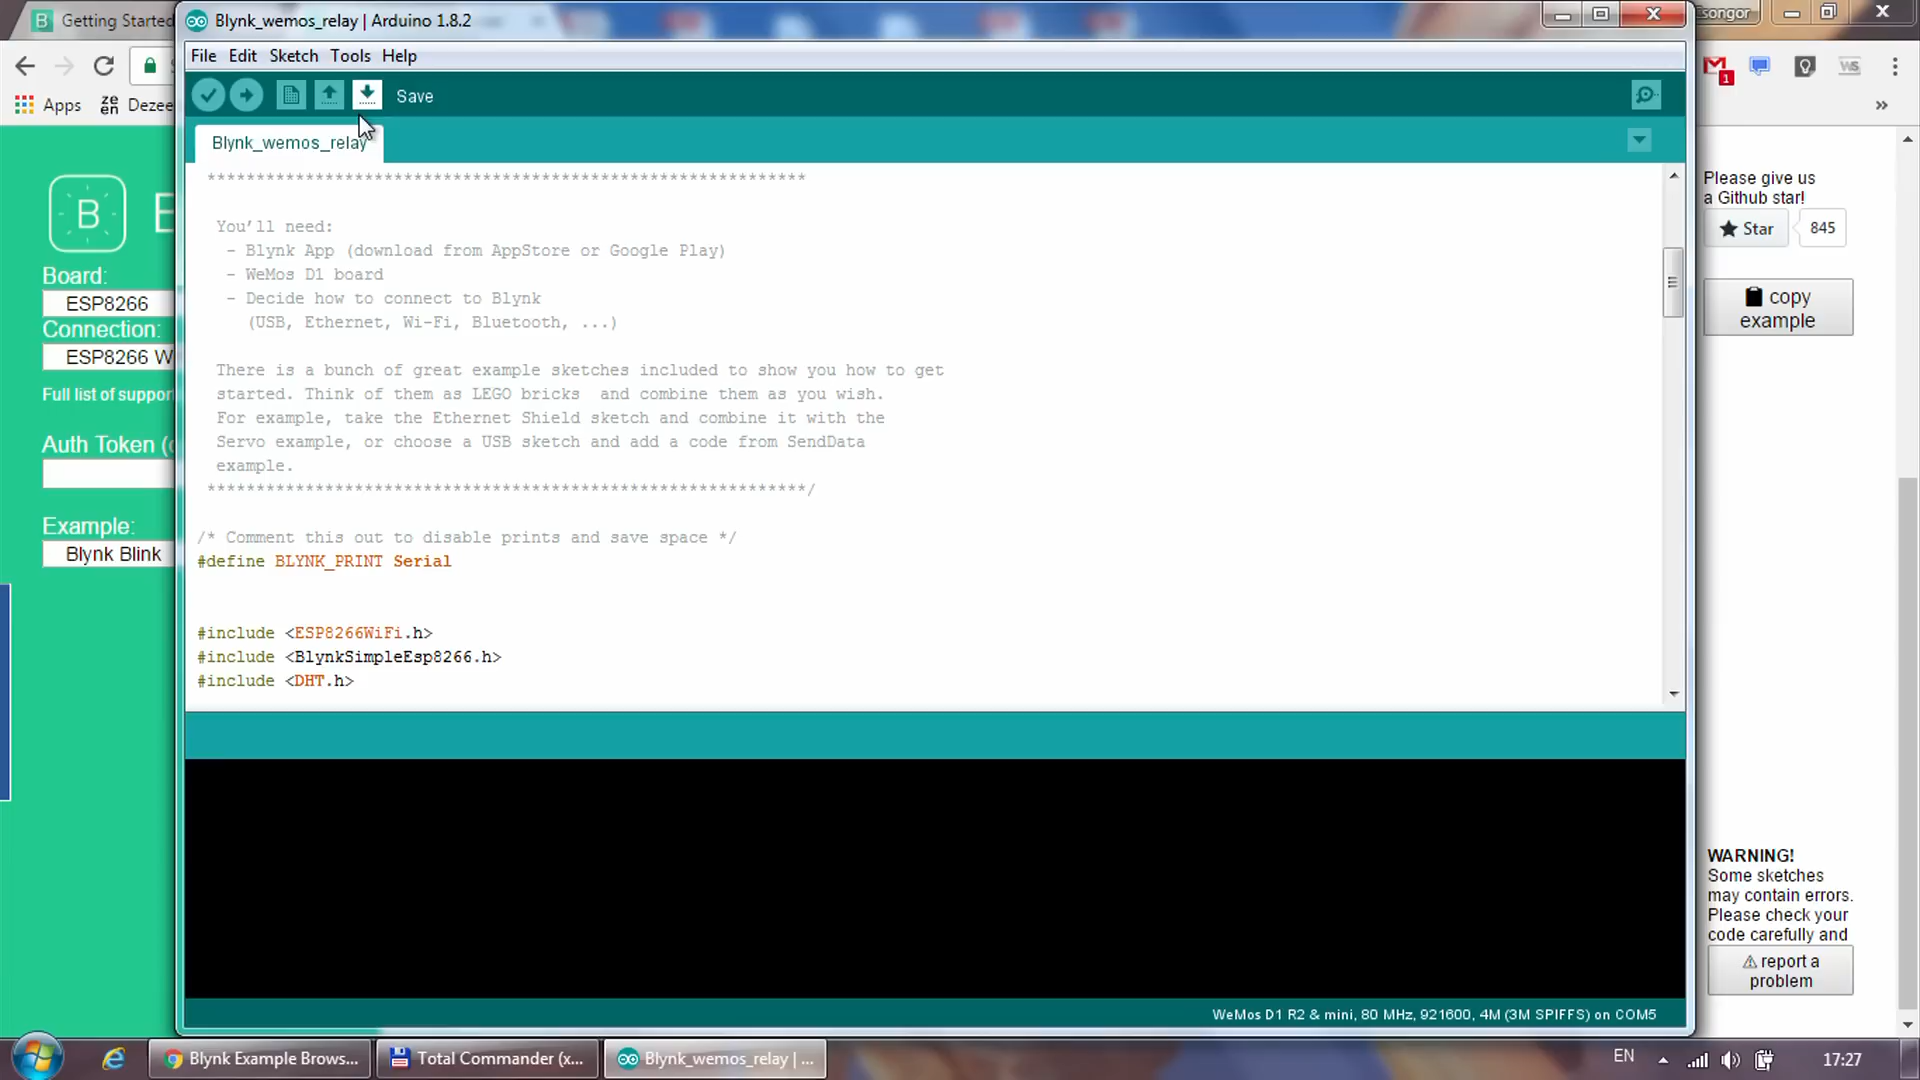 Getting Started
Blynk_wemos_relay | Arduino 1.8.2
File Edit Sketch Tools Help
Save
Blynk_wemos_relay
Apps
Dezee
B
Board:
ESP8266
Connection:
ESP8266 W
Full list of suppor
Auth Token (
Example:
Blynk Blink
************************************************************
You'll need:
- Blynk App (download from AppStore or Google Play)
- WeMos D1 board
- Decide how to connect to Blynk
(USB, Ethernet, Wi-Fi, Bluetooth, ...)
There is a bunch of great example sketches included to show you how to get
started. Think of them as LEGO bricks  and combine them as you wish.
For example, take the Ethernet Shield sketch and combine it with the
Servo example, or choose a USB sketch and add a code from SendData
example.
************************************************************/
/* Comment this out to disable prints and save space */
#define BLYNK_PRINT Serial
#include <ESP8266WiFi.h>
#include <BlynkSimpleEsp8266.h>
#include <DHT.h>
WeMos D1 R2 & mini, 80 MHz, 921600, 4M (3M SPIFFS) on COM5
1
Please give us
a Github star!
Star 845
copy
example
WARNING!
Some sketches
may contain errors.
Please check your
code carefully and
report a
problem
Blynk Example Brows...
Total Commander (x...
Blynk_wemos_relay | ...
EN
17:27